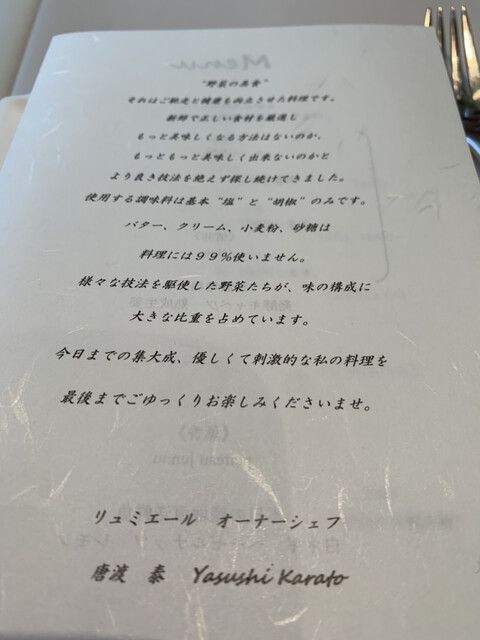 "野菜の美食"
それはご馳走と健康を両立させた料理です。
新鮮で正しい食材を厳選し
もっと美味しくなる方法はないのか、
もっともっと美味しく出来ないのかと
より良き技法を絶えず探し続けてきました。
使用する調味料は基本 "塩" と "胡椒" のみです。
バター、クリーム、小麦粉、砂糖は
料理には99%使いません。
様々な技法を駆使した野菜たちが、味の構成に
大きな比重を占めています。
今日までの集大成、優しくて刺激的な私の料理を
最後までごゆっくりお楽しみくださいませ。
リュミエール オーナーシェフ
唐渡 泰 Yasushi Karato